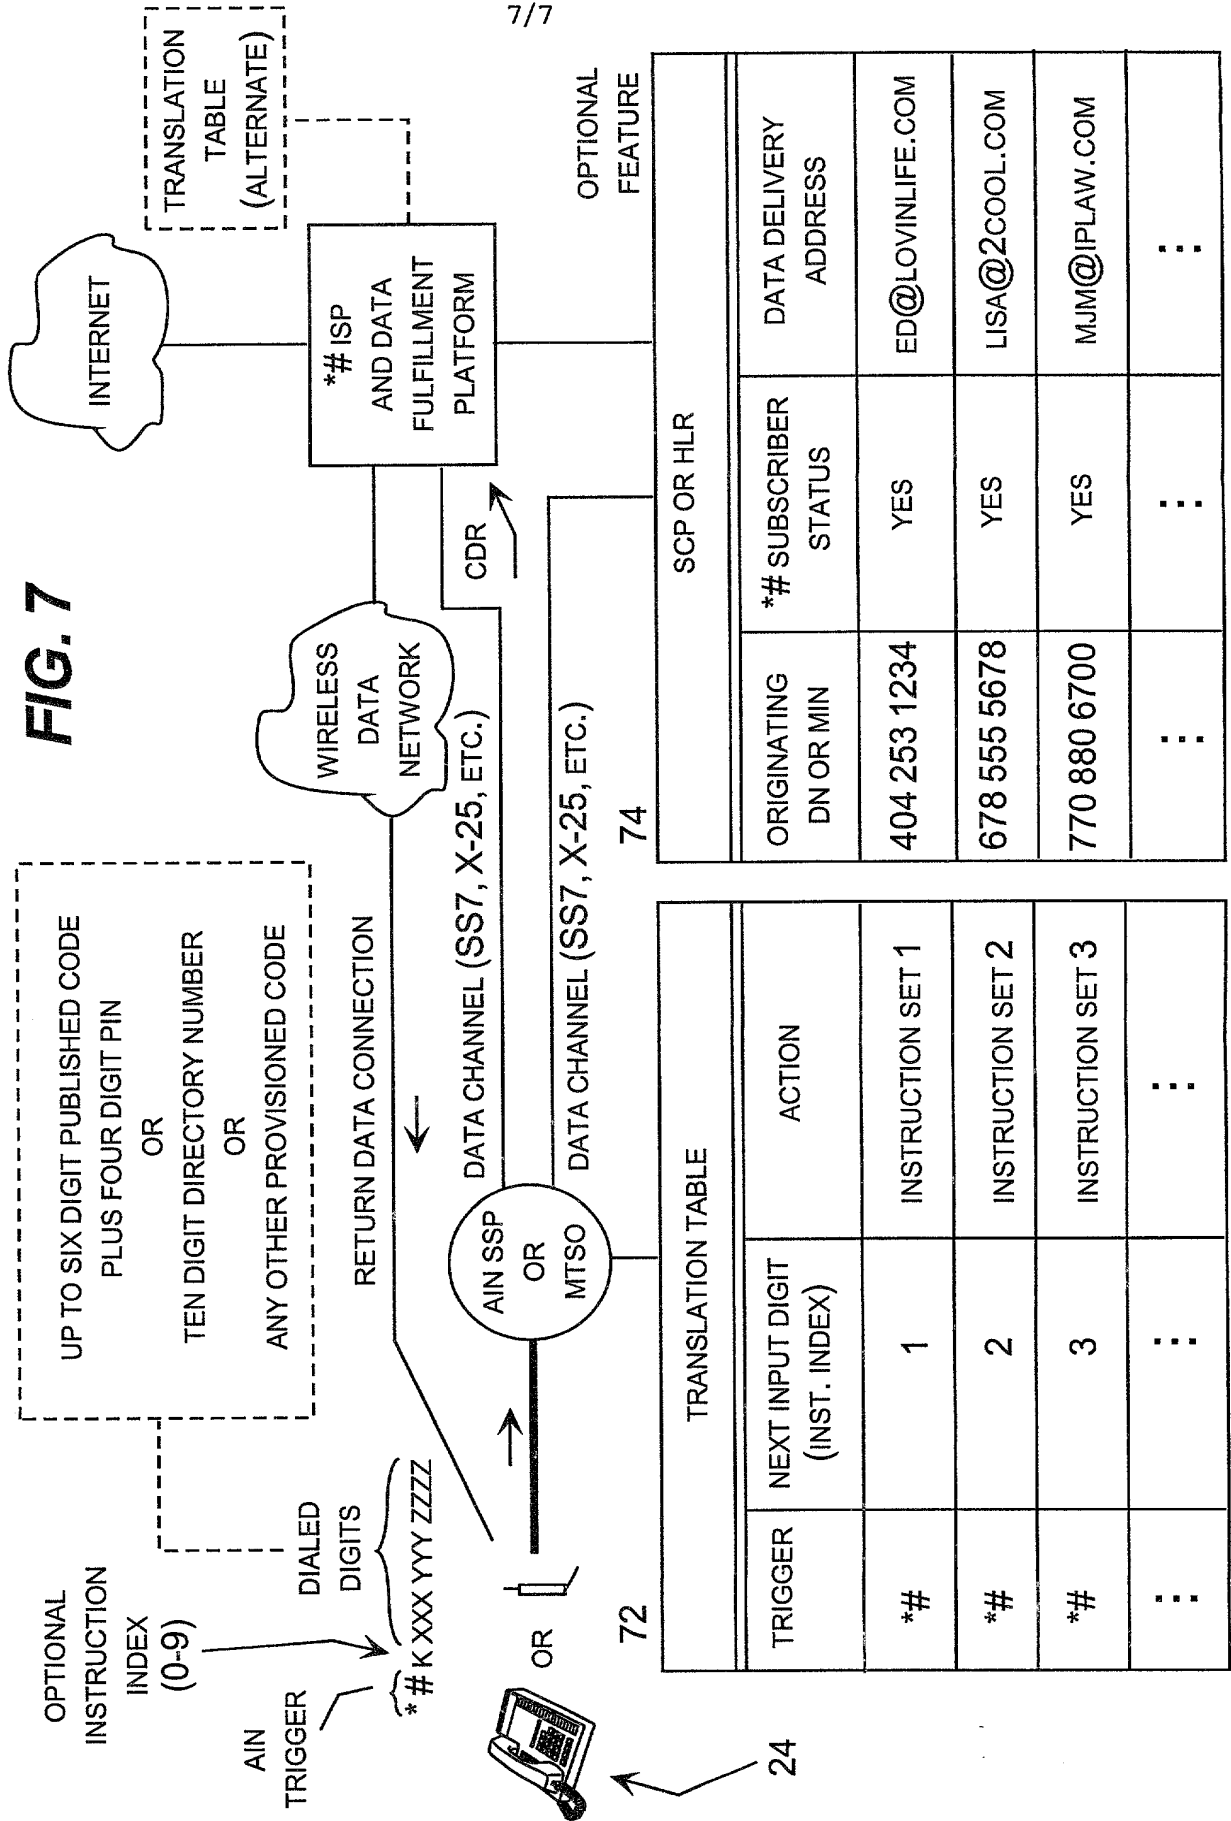 7/7
FIG. 7
OPTIONAL
INSTRUCTION
INDEX
(0-9)
AIN
TRIGGER
*# K XXX YYY ZZZZ
DIALED
DIGITS
UP TO SIX DIGIT PUBLISHED CODE
PLUS FOUR DIGIT PIN
OR
TEN DIGIT DIRECTORY NUMBER
OR
ANY OTHER PROVISIONED CODE
INTERNET
TRANSLATION
TABLE
(ALTERNATE)
WIRELESS
DATA
NETWORK
*# ISP
AND DATA
FULFILLMENT
PLATFORM
RETURN DATA CONNECTION
CDR
DATA CHANNEL (SS7, X-25, ETC.)
DATA CHANNEL (SS7, X-25, ETC.)
AIN SSP
OR
MTSO
OR
24
OPTIONAL
FEATURE
72
TRANSLATION TABLE
TRIGGER
NEXT INPUT DIGIT
(INST. INDEX)
ACTION
*# 1 INSTRUCTION SET 1
*# 2 INSTRUCTION SET 2
*# 3 INSTRUCTION SET 3
... ... ...
74
SCP OR HLR
ORIGINATING
DN OR MIN
*# SUBSCRIBER
STATUS
DATA DELIVERY
ADDRESS
404 253 1234 YES ED@LOVINLIFE.COM
678 555 5678 YES LISA@2COOL.COM
770 880 6700 YES MJM@IPLAW.COM
... ... ...